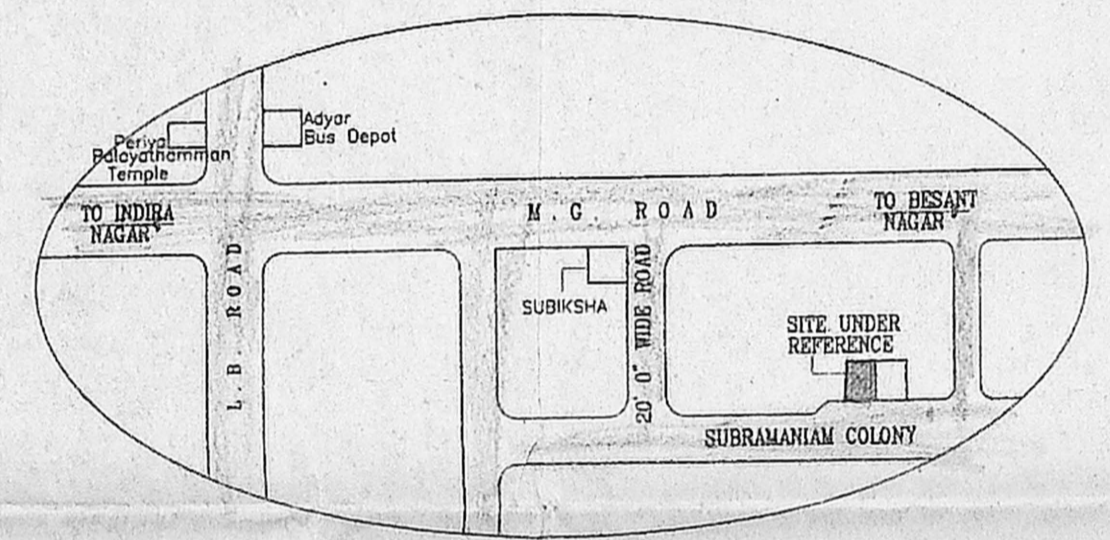 Adyar
Bus Depot
Periya
Palayathamman
Temple
TO INDIRA
NAGAR
M.G. ROAD
TO BESANT
NAGAR
L B ROAD
SUBIKSHA
20' 0" WIDE ROAD
SITE. UNDER
REFERENCE
SUBRAMANIAM COLONY